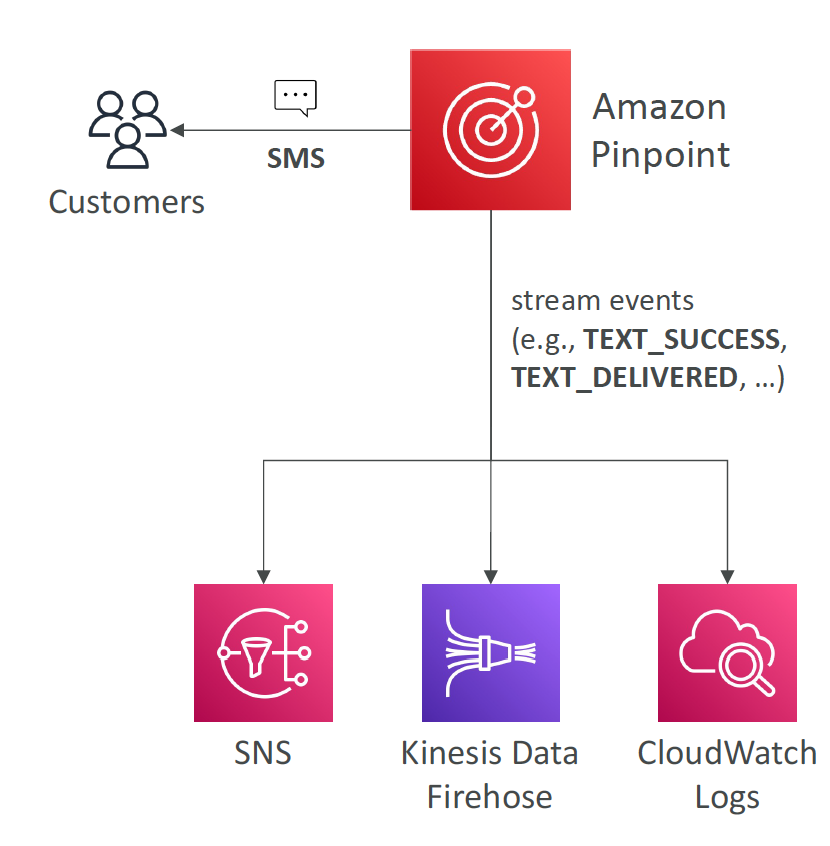 Amazon
Pinpoint
SMS
Customers
stream events
(e.g., TEXT_SUCCESS,
TEXT_DELIVERED, …)
SNS
Kinesis Data
Firehose
CloudWatch
Logs